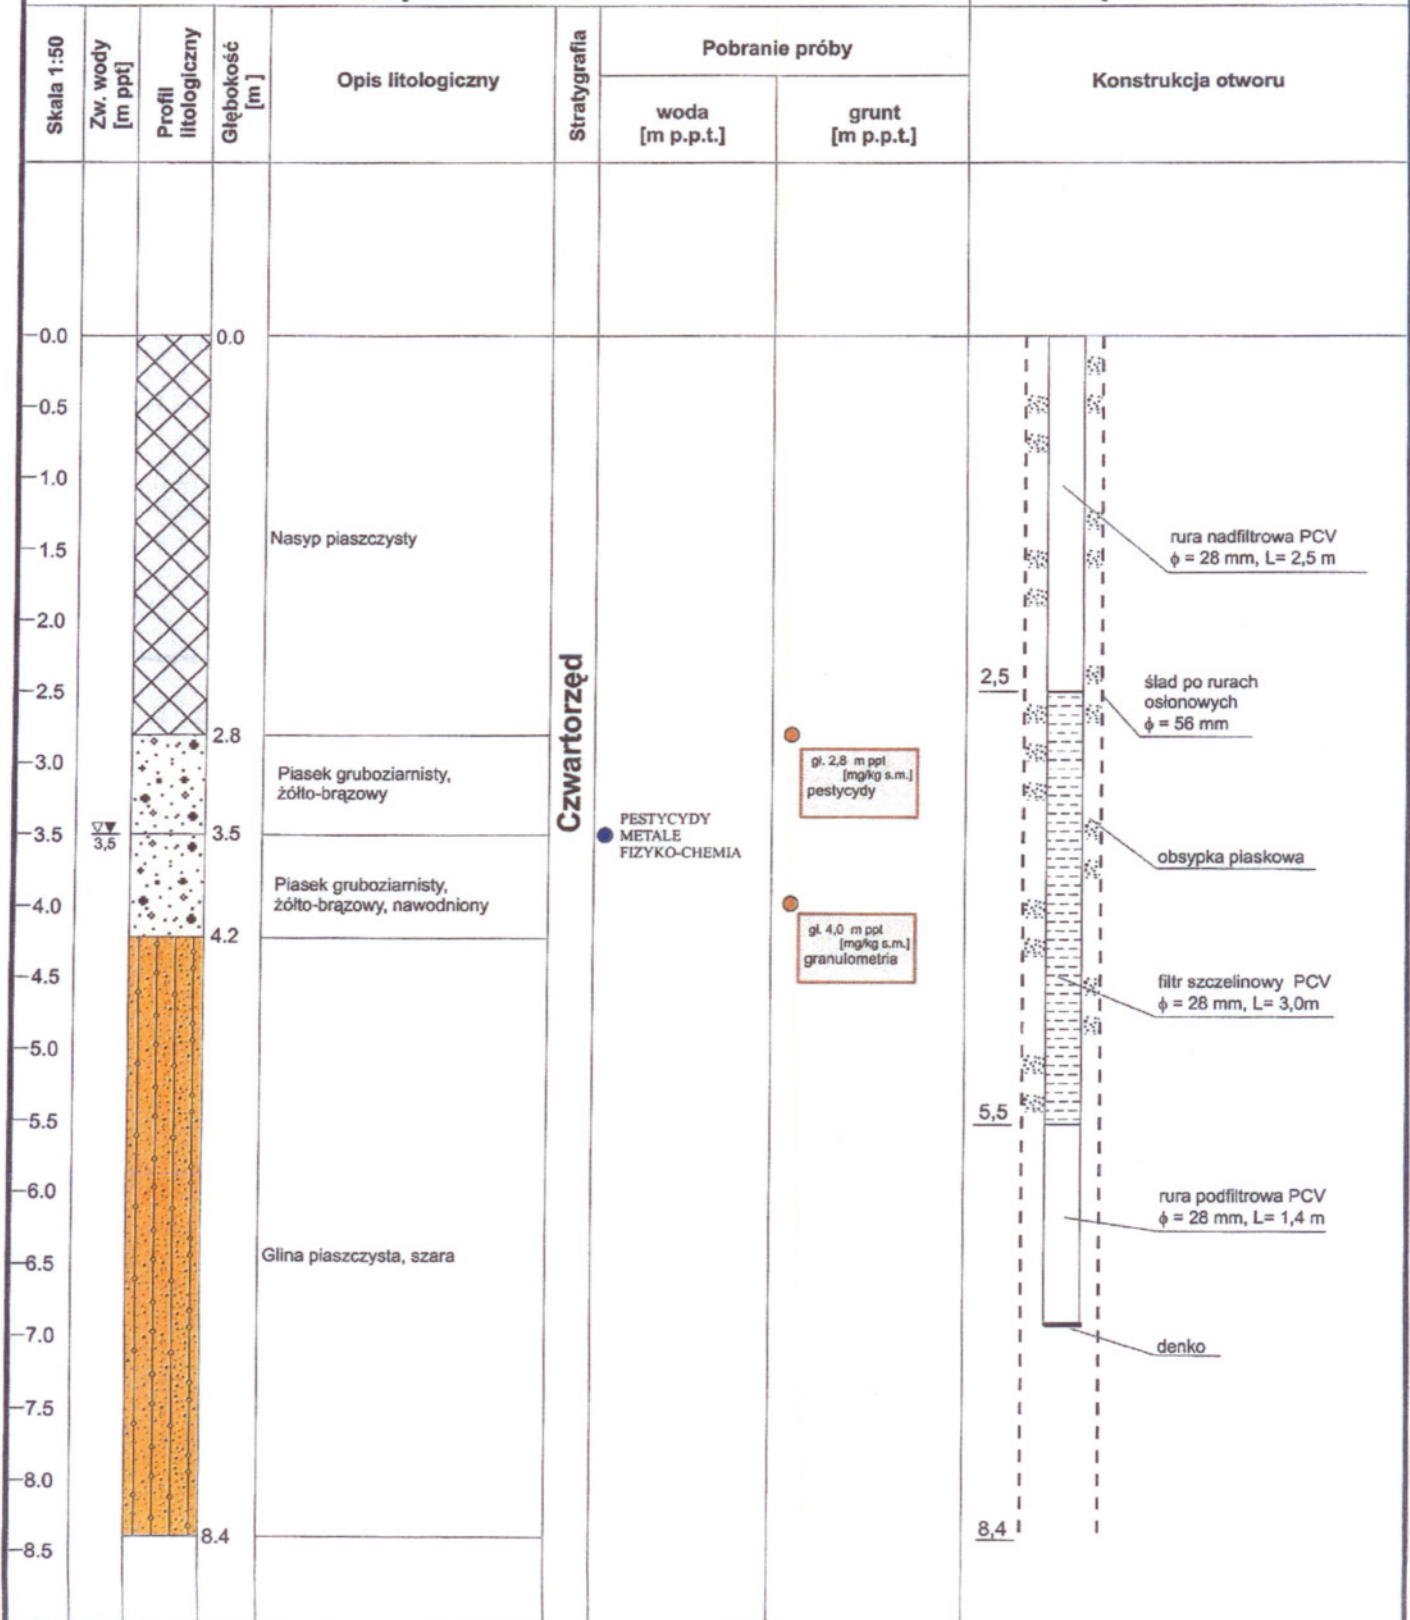 Skala 1:50
Zw. wody
[m ppt]
Profil
litologiczny
Głębokość
[m ]
Opis litologiczny
Stratygrafia
Pobranie próby
woda
[m p.p.t.]
grunt
[m p.p.t.]
Konstrukcja otworu
0.0
0.5
1.0
1.5
2.0
2.5
3.0
3.5
4.0
4.5
5.0
5.5
6.0
6.5
7.0
7.5
8.0
8.5
3,5
0.0
2.8
3.5
4.2
8.4
Nasyp piaszczysty
Piasek gruboziarnisty,
żółto-brązowy
Piasek gruboziarnisty,
żółto-brązowy, nawodniony
Glina piaszczysta, szara
Czwartorzęd
PESTYCYDY
METALE
FIZYKO-CHEMIA
gł. 2,8 m ppt
[mg/kg s.m.]
pestycydy
gł. 4,0 m ppt
[mg/kg s.m.]
granulometria
2,5
5,5
8,4
rura nadfiltrowa PCV
ϕ = 28 mm, L= 2,5 m
ślad po rurach
osłonowych
ϕ = 56 mm
obsypka piaskowa
filtr szczelinowy PCV
ϕ = 28 mm, L= 3,0m
rura podfiltrowa PCV
ϕ = 28 mm, L= 1,4 m
denko